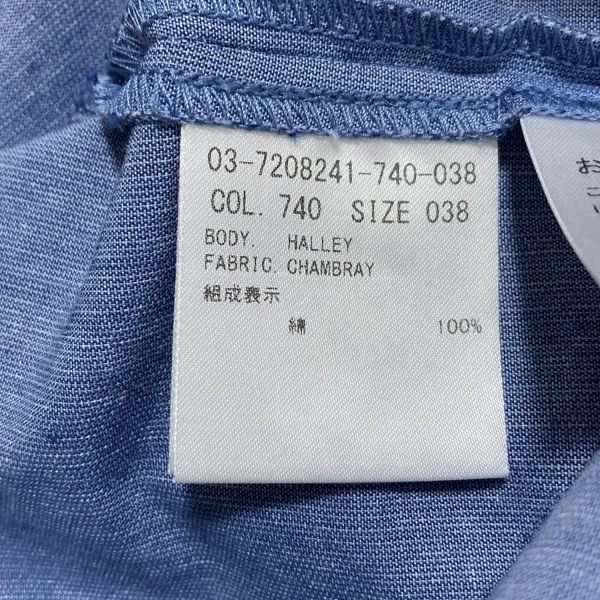 03-7208241-740-038
COL. 740 SIZE 038
BODY. HALLEY
FABRIC. CHAMBRAY
組成表示
綿 100%